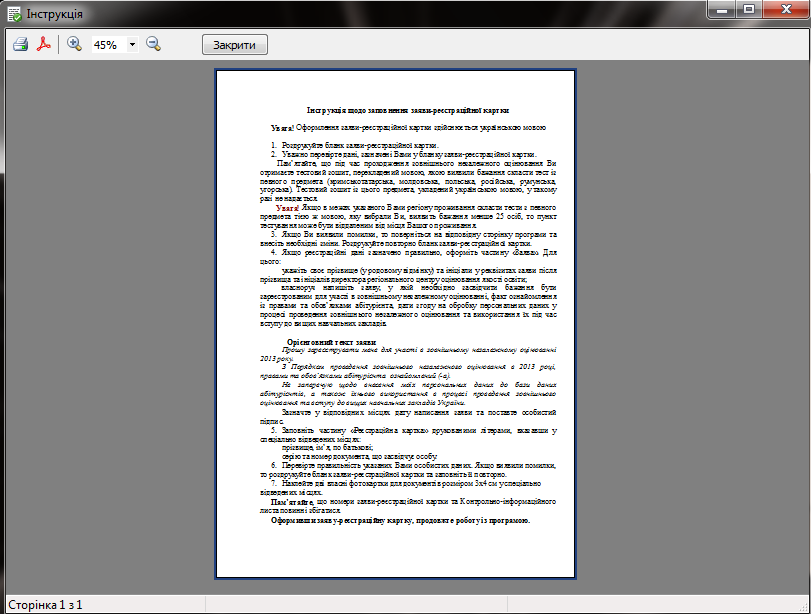 Інструкція
45%
Закрити
Інструкція щодо заповнення заяви-реєстраційної картки
Увага! Оформлення заяви-реєстраційної картки здійснюється українською мовою
1. Роздрукуйте бланк заяви-реєстраційної картки.
2. Уважно перевірте дані, зазначені Вами у бланку заяви-реєстраційної картки.
Пам'ятайте, що під час проходження зовнішнього незалежного оцінювання Ви
отримаєте тестовий зошит, перекладений мовою, якою виявили бажання скласти тест із
певного предмета (кримськотатарська, молдовська, польська, російська, румунська,
угорська). Тестовий зошит із цього предмета, укладений українською мовою, у такому
разі не надається.
Увага! Якщо в межах указаного Вами регіону проживання скласти тести з певного
предмета тією ж мовою, яку вибрали Ви, виявить бажання менше 25 осіб, то пункт
тестування може бути віддаленим від місця Вашого проживання.
3. Якщо Ви виявили помилки, то поверніться на відповідну сторінку програми та
внесіть необхідні зміни. Роздрукуйте повторно бланк заяви-реєстраційної картки.
4. Якщо реєстраційні дані зазначено правильно, оформіть частину «Заява». Для
цього:
укажіть своє прізвище (у родовому відмінку) та ініціали у реквізитах заяви після
прізвища та ініціалів директора регіонального центру оцінювання якості освіти;
власноруч напишіть заяву, у якій необхідно засвідчити бажання бути
зареєстрованим для участі в зовнішньому незалежному оцінюванні, факт ознайомлення
із правами та обов'язками абітурієнта, дати згоду на обробку персональних даних у
процесі проведення зовнішнього незалежного оцінювання та використання їх під час
вступу до вищих навчальних закладів.
Орієнтовний текст заяви
Прошу зареєструвати мене для участі в зовнішньому незалежному оцінюванні
2013 року.
З Порядком проведення зовнішнього незалежного оцінювання в 2013 році,
правами та обов'язками абітурієнта ознайомлений (-а).
Не заперечую щодо внесення моїх персональних даних до бази даних
абітурієнтів, а також їхнього використання в процесі проведення зовнішнього
оцінювання та вступу до вищих навчальних закладів України.
Зазначте у відповідних місцях дату написання заяви та поставте особистий
підпис.
5. Заповніть частину «Реєстраційна картка» друкованими літерами, вказавши у
спеціально відведених місцях:
прізвище, ім'я, по батькові;
серію та номер документа, що засвідчує особу.
6. Перевірте правильність указаних Вами особистих даних. Якщо виявили помилки,
то роздрукуйте бланк заяви-реєстраційної картки та заповніть її повторно.
7. Наклейте дві власні фотокартки для документів розміром 3х4 см у спеціально
відведених місцях.
Пам'ятайте, що номери заяви-реєстраційної картки та Контрольно-інформаційного
листа повинні збігатися.
Оформивши заяву-реєстраційну картку, продовжте роботу із програмою.
Сторінка 1 з 1